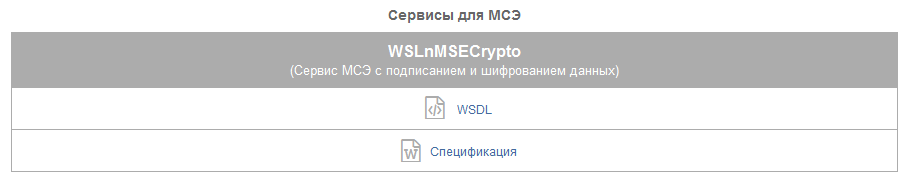 Сервисы для МСЭ
WSLnMSECrypto
(Сервис МСЭ с подписанием и шифрованием данных)
WSDL
Спецификация